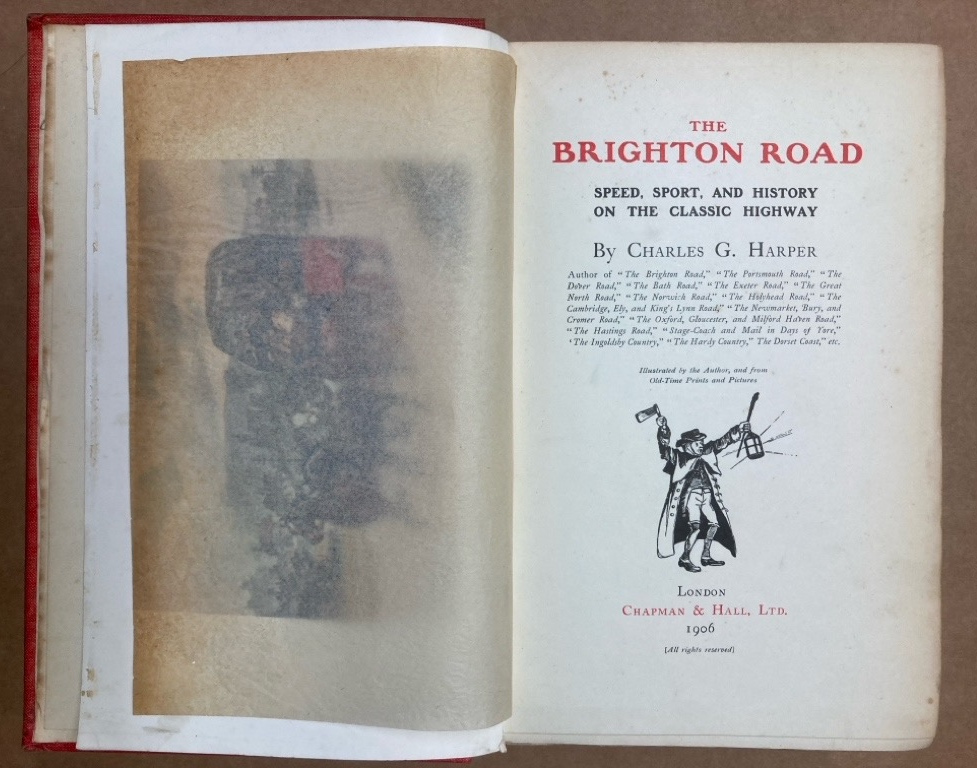 THE
BRIGHTON ROAD
SPEED, SPORT, AND HISTORY
ON THE CLASSIC HIGHWAY
By CHARLES G. HARPER
Author of "The Brighton Road," "The Portsmouth Road," "The
Dover Road," "The Bath Road," "The Exeter Road," "The Great
North Road," "The Norwich Road," "The Holyhead Road," "The
Cambridge, Ely, and King's Lynn Road," "The Newmarket, Bury, and
Cromer Road," "The Oxford, Gloucester, and Milford Haven Road,"
"The Hastings Road," "Stage-Coach and Mail in Days of Yore,"
'The Ingoldsby Country," "The Hardy Country," The Dorset Coast," etc.
Illustrated by the Author, and from
Old-Time Prints and Pictures
LONDON
CHAPMAN & HALL, LTD.
1906
[All rights reserved]